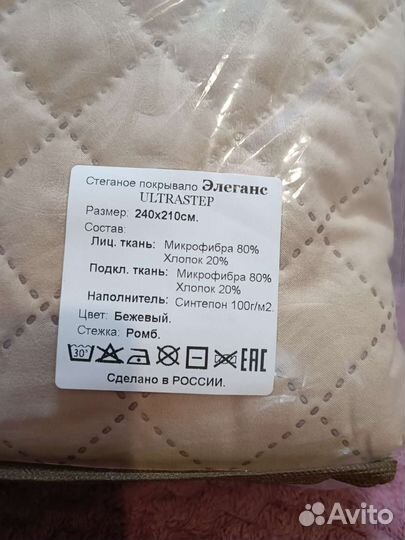 Стеганое покрывало Элеганс
ULTRASTEP
Размер: 240х210см.
Состав:
Лиц. ткань: Микрофибра 80%
Хлопок 20%
Подкл. ткань: Микрофибра 80%
Хлопок 20%
Наполнитель: Синтепон 100г/м2.
Цвет: Бежевый.
Стежка: Ромб.
30° EAC
Сделано в РОССИИ.
Avito